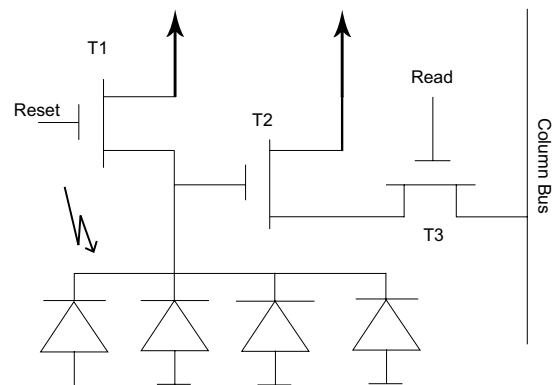 T1
Reset
T2
Read
T3
Column Bus